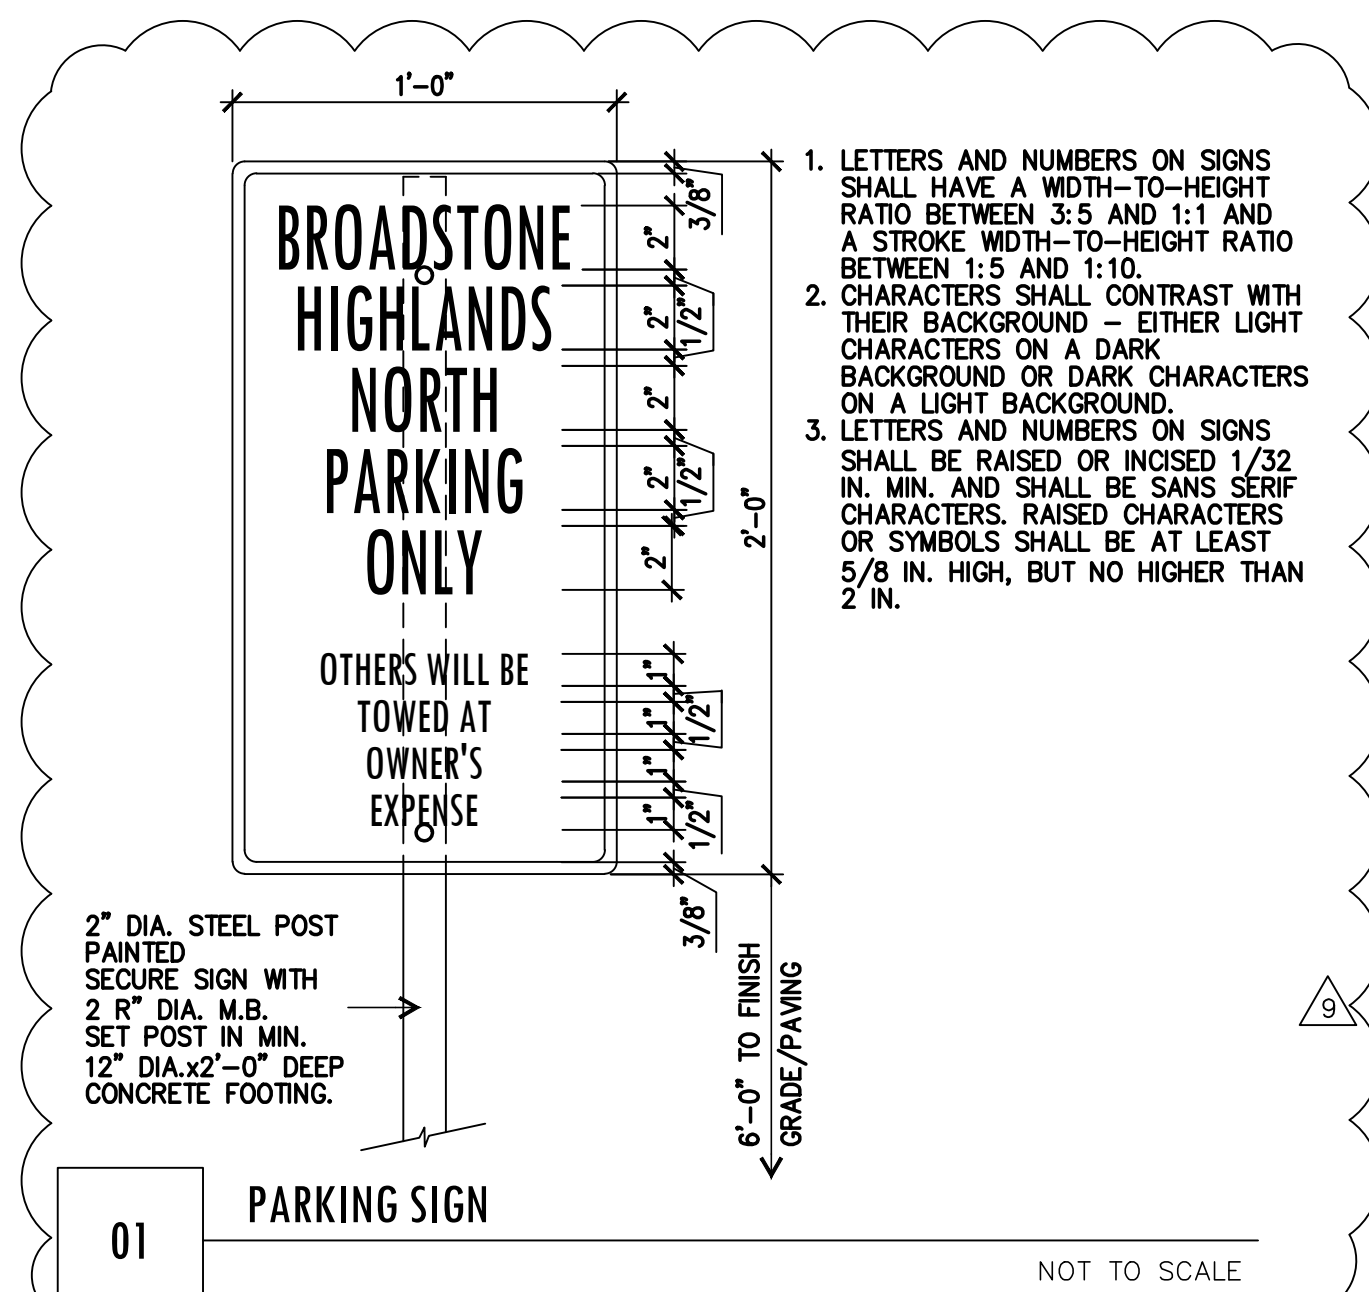 1'-0"
BROADSTONE
HIGHLANDS
NORTH
PARKING
ONLY
OTHERS WILL BE
TOWED AT
OWNER'S
EXPENSE
3/8"
2"
2"
1/2"
2"
2"
1/2"
2"
1"
1"
1/2"
1"
1"
1/2"
3/8"
2'-0"
6'-0" TO FINISH
GRADE/PAVING
1. LETTERS AND NUMBERS ON SIGNS
SHALL HAVE A WIDTH-TO-HEIGHT
RATIO BETWEEN 3:5 AND 1:1 AND
A STROKE WIDTH-TO-HEIGHT RATIO
BETWEEN 1:5 AND 1:10.
2. CHARACTERS SHALL CONTRAST WITH
THEIR BACKGROUND – EITHER LIGHT
CHARACTERS ON A DARK
BACKGROUND OR DARK CHARACTERS
ON A LIGHT BACKGROUND.
3. LETTERS AND NUMBERS ON SIGNS
SHALL BE RAISED OR INCISED 1/32
IN. MIN. AND SHALL BE SANS SERIF
CHARACTERS. RAISED CHARACTERS
OR SYMBOLS SHALL BE AT LEAST
5/8 IN. HIGH, BUT NO HIGHER THAN
2 IN.
2" DIA. STEEL POST
PAINTED
SECURE SIGN WITH
2 R" DIA. M.B.
SET POST IN MIN.
12" DIA.x2'-0" DEEP
CONCRETE FOOTING.
9
01
PARKING SIGN
NOT TO SCALE